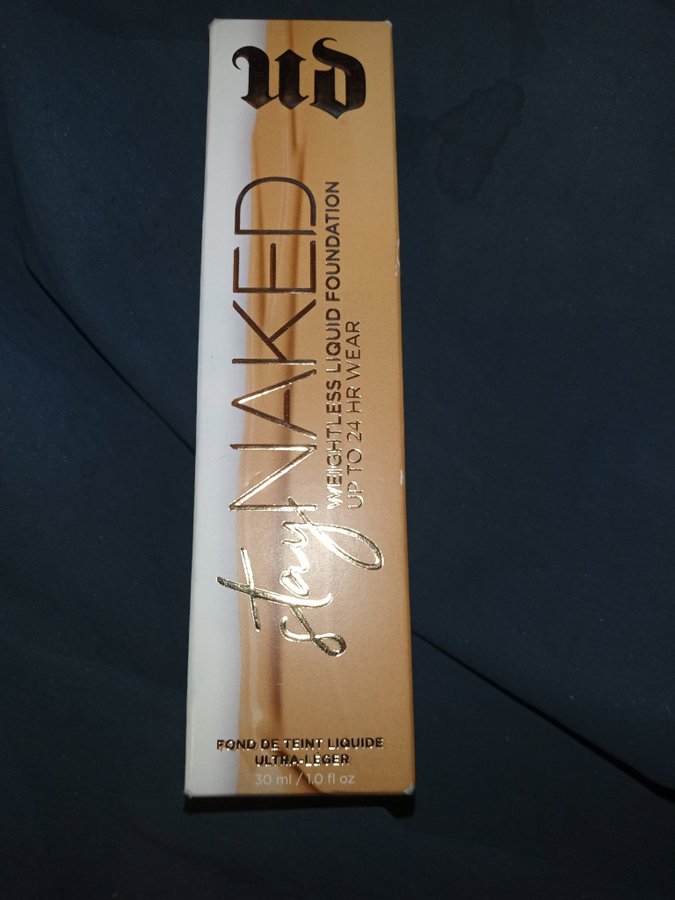 UD
stay NAKED
WEIGHTLESS LIQUID FOUNDATION
UP TO 24 HR WEAR
FOND DE TEINT LIQUIDE
ULTRA-LÉGER
30 ml / 1.0 fl oz